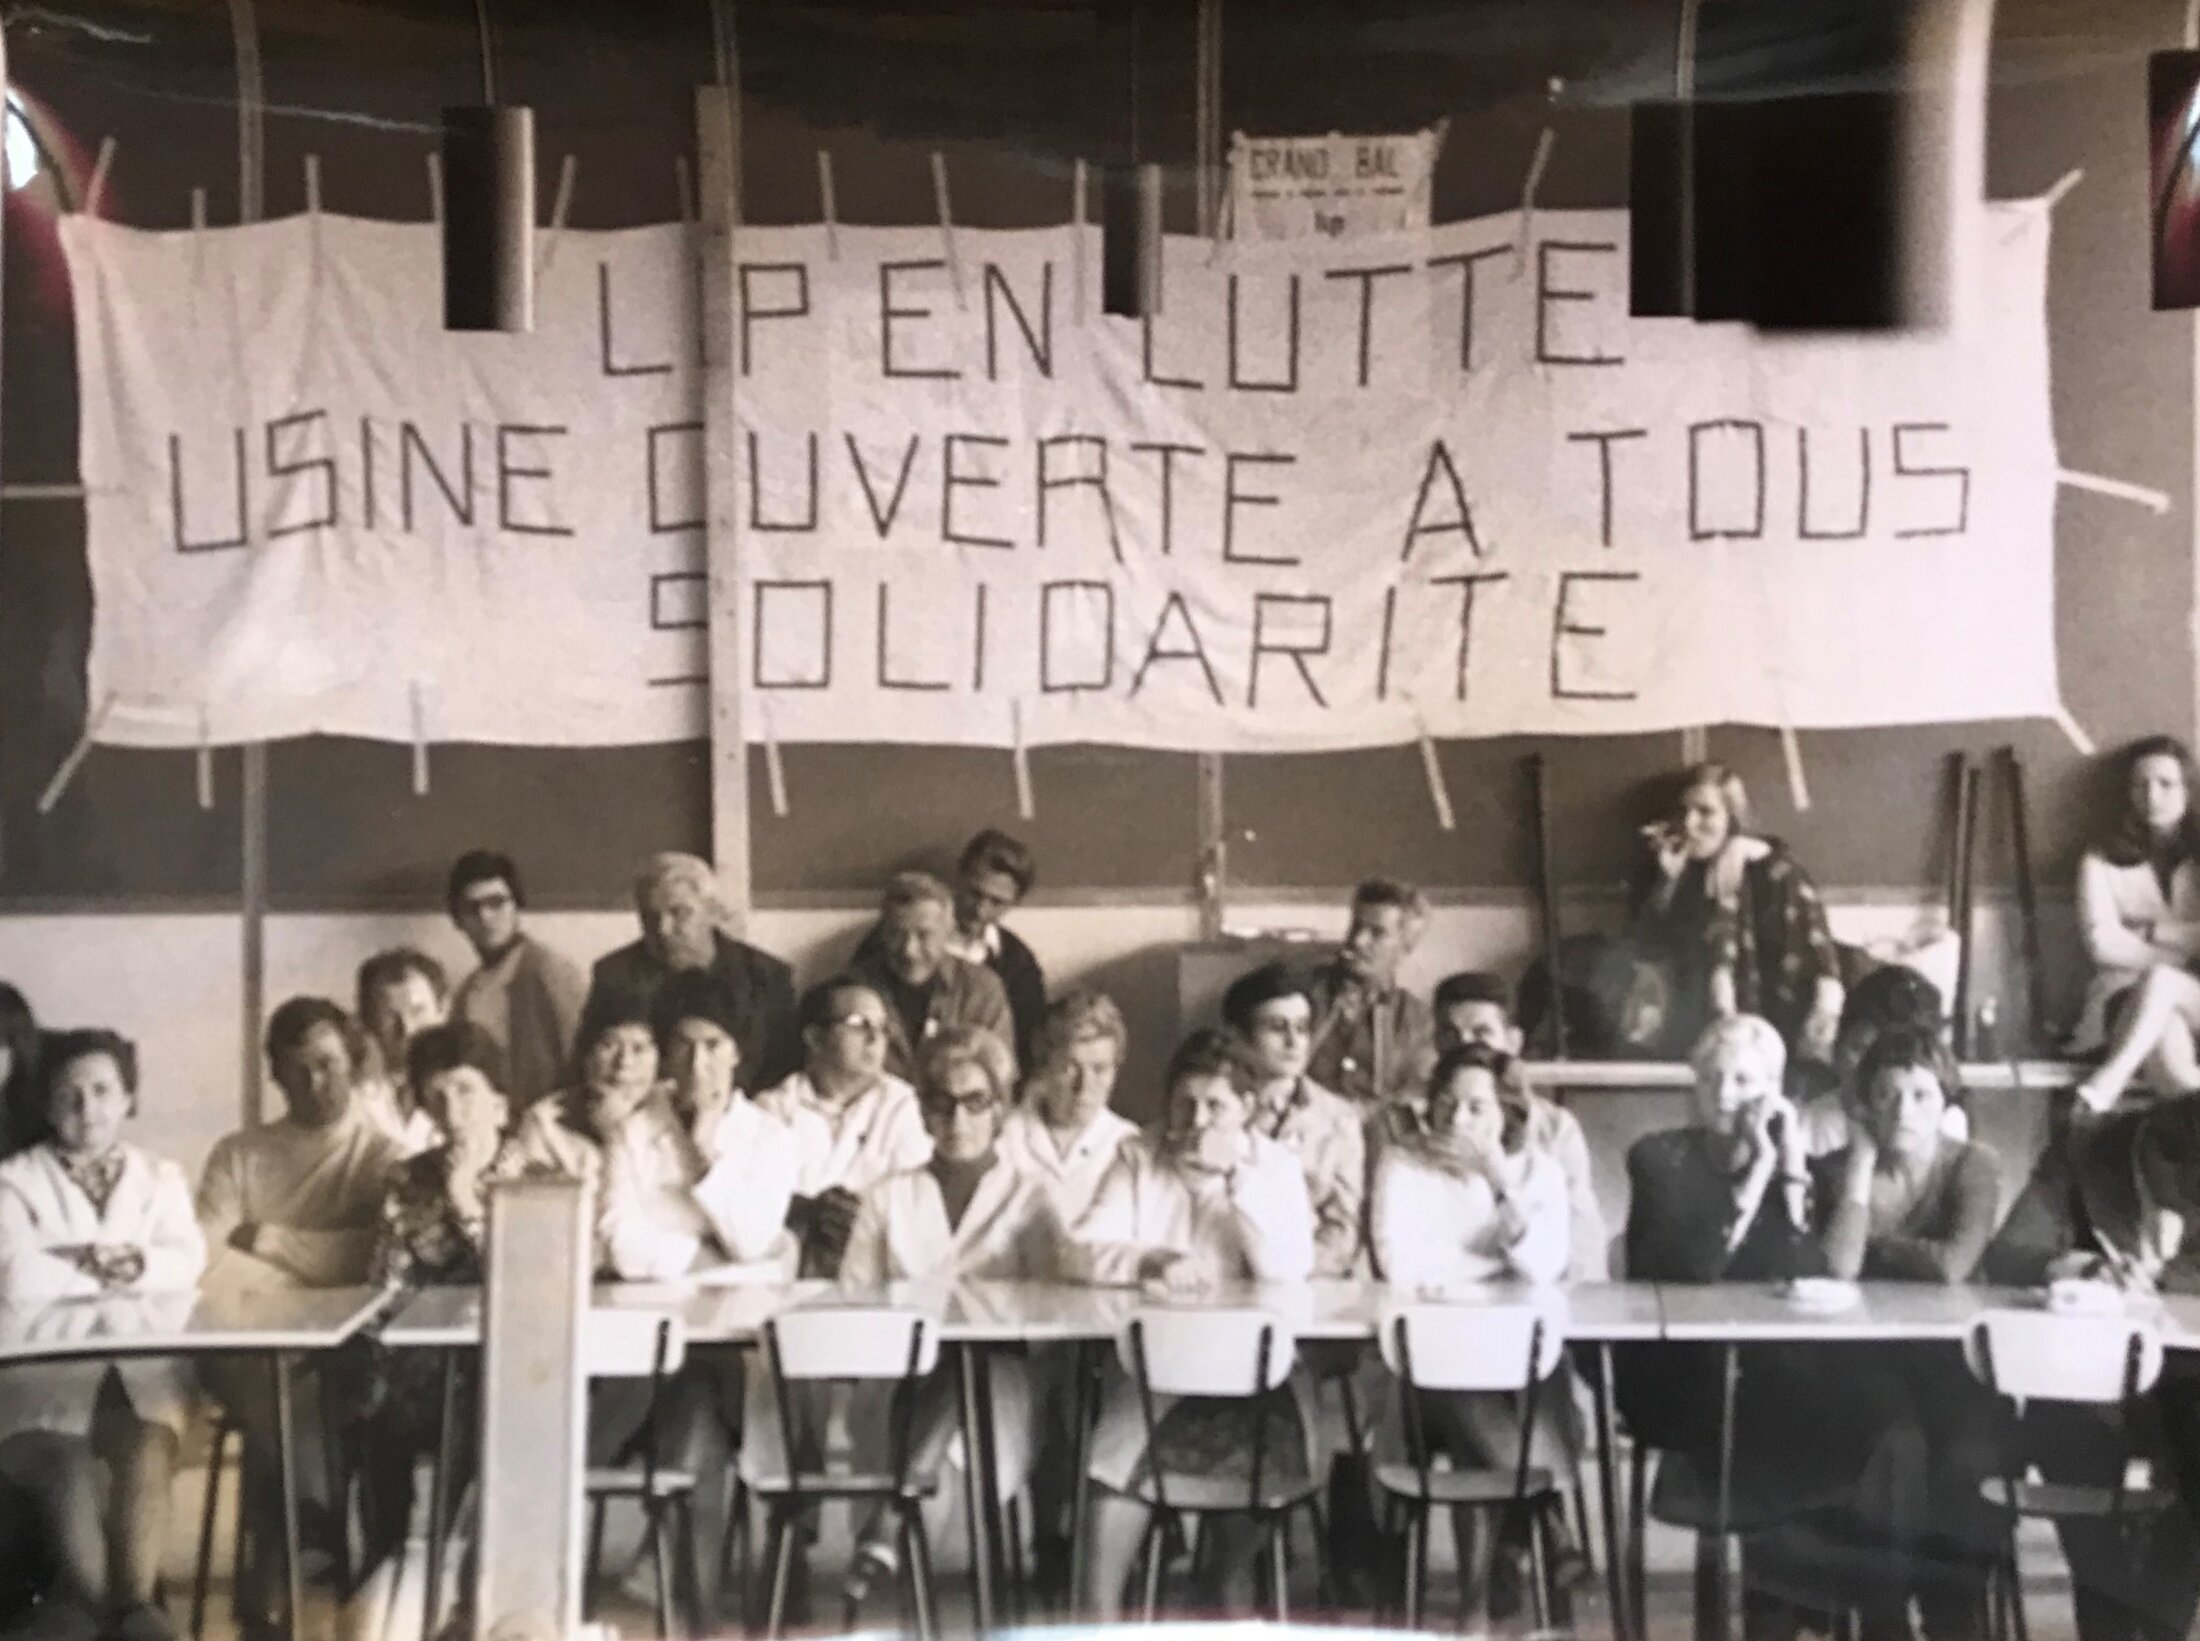 GRAND BAL
lip
L P EN LUTTE
USINE OUVERTE A TOUS
SOLIDARITE